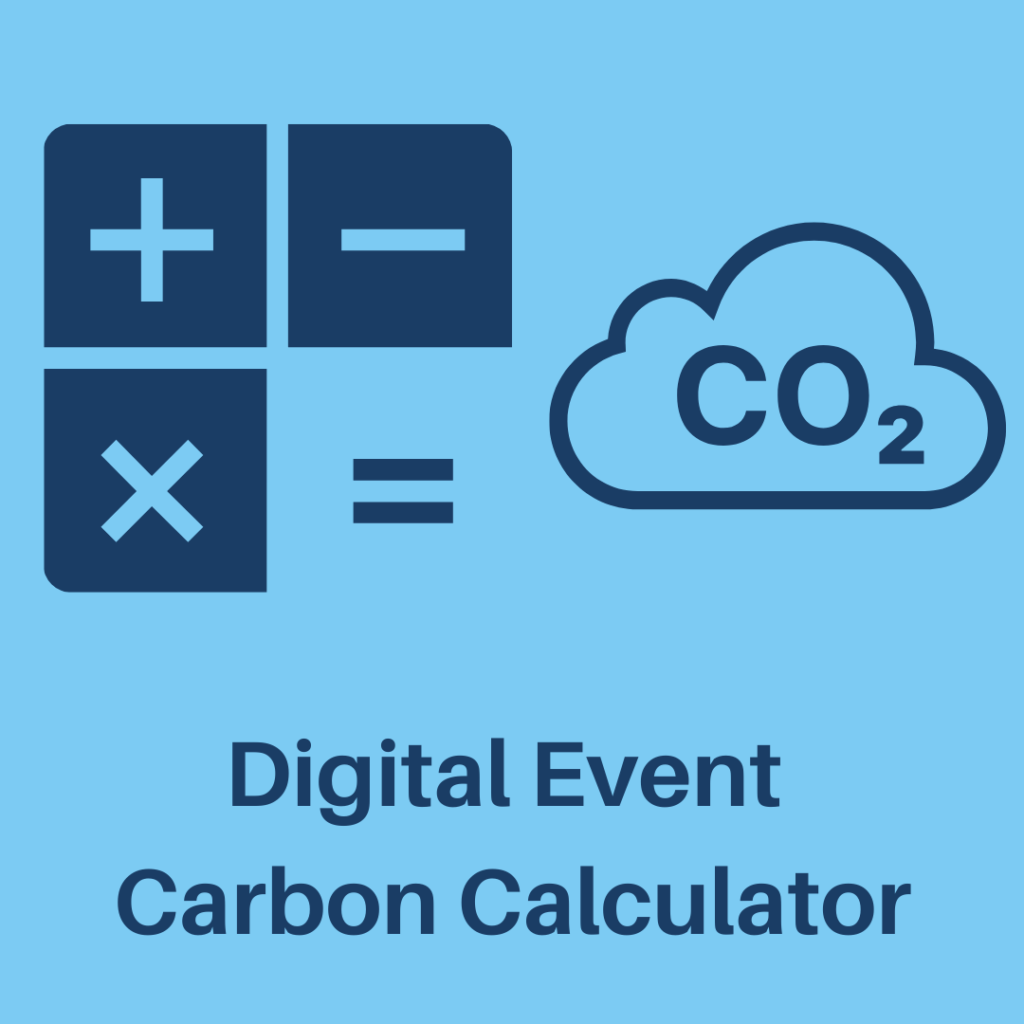 + −
× =
CO₂
Digital Event
Carbon Calculator